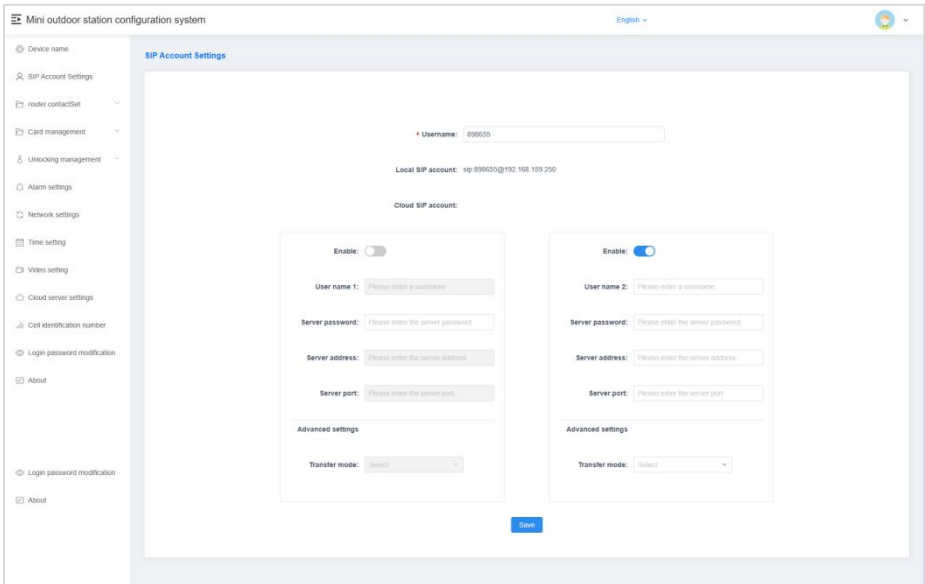 Mini outdoor station configuration system
English
Device name
SIP Account Settings
router.contactSet
Card management
Unlocking management
Alarm settings
Network settings
Time setting
Video setting
Cloud server settings
Cell identification number
Login password modification
About
Login password modification
About
SIP Account Settings
* Username: 898655
Local SIP account: sip:898655@192.168.159.250
Cloud SIP account:
Enable:
User name 1: Please enter a username
Server password: Please enter the server password
Server address: Please enter the server address
Server port: Please enter the server port
Advanced settings
Transfer mode: Select
Enable:
User name 2: Please enter a username
Server password: Please enter the server password
Server address: Please enter the server address
Server port: Please enter the server port
Advanced settings
Transfer mode: Select
Save